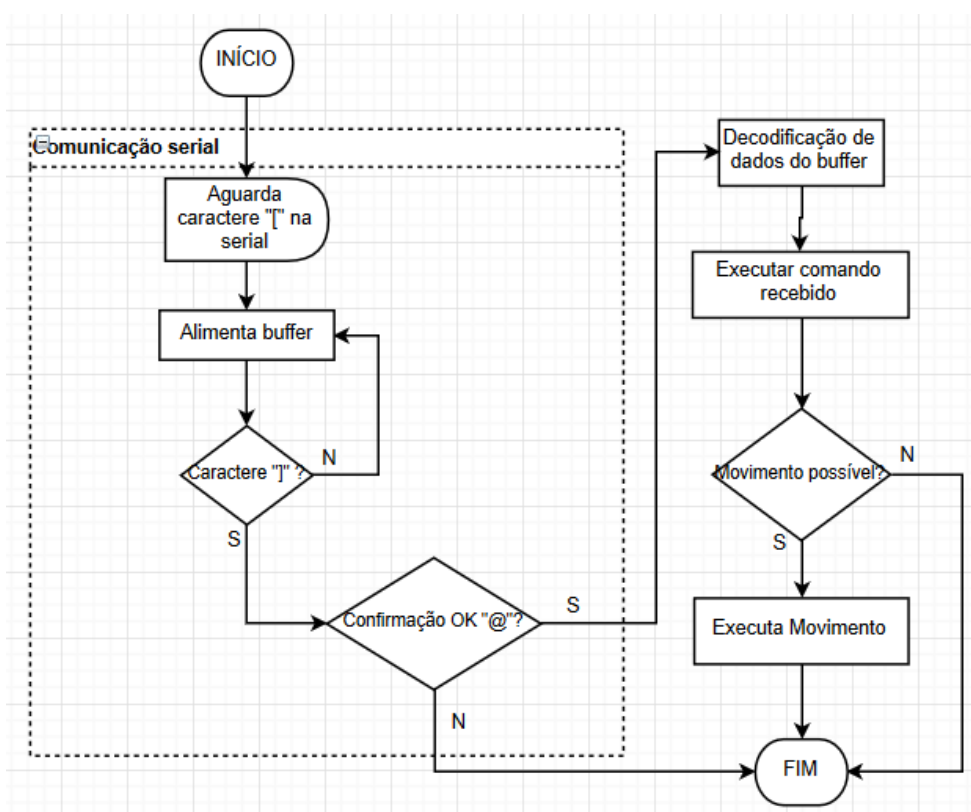 INÍCIO
Comunicação serial
Aguarda
caractere "[" na
serial
Alimenta buffer
Caractere "]" ?
N
S
Confirmação OK "@"?
S
N
Decodificação de
dados do buffer
Executar comando
recebido
Movimento possível?
N
S
Executa Movimento
FIM